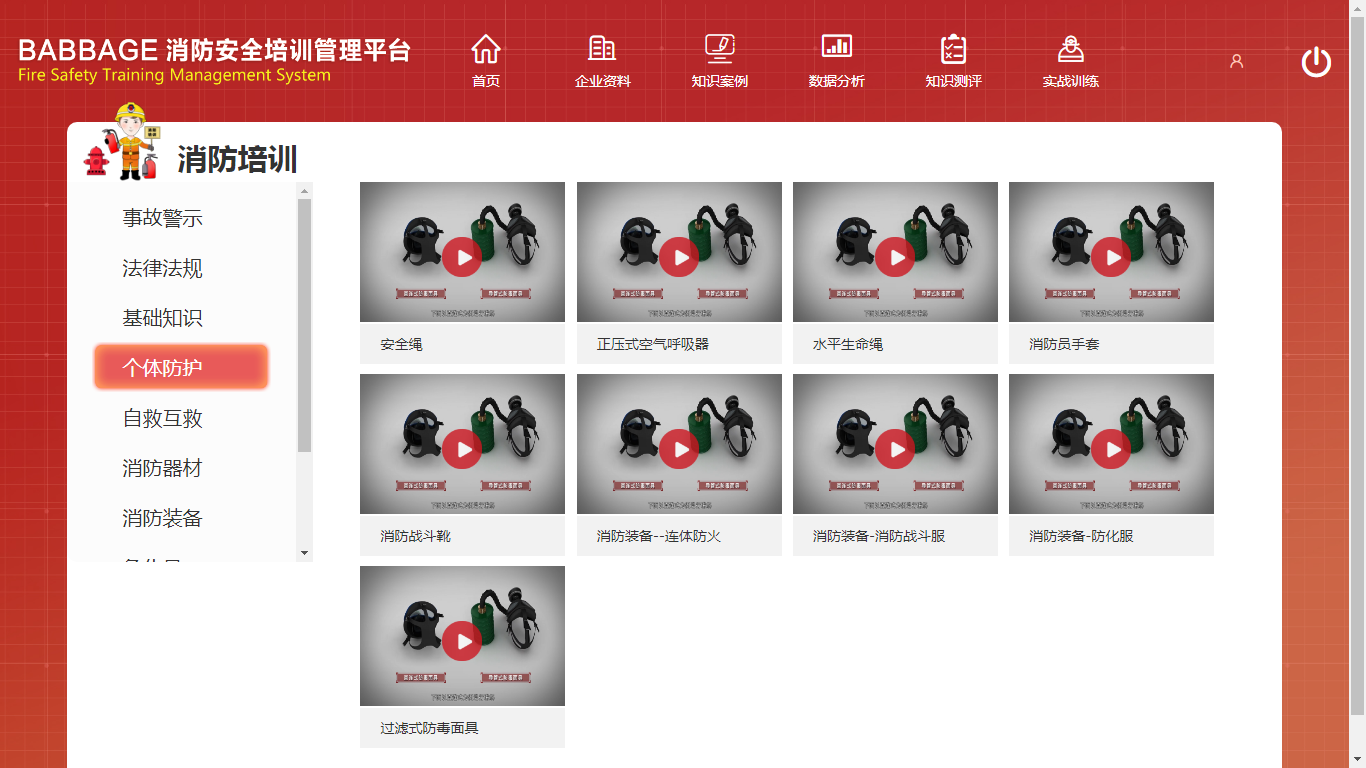 BABBAGE 消防安全培训管理平台
Fire Safety Training Management System
首页
企业资料
知识案例
数据分析
知识测评
实战训练
消防培训
事故警示
法律法规
基础知识
个体防护
自救互救
消防器材
消防装备
安全绳
正压式空气呼吸器
水平生命绳
消防员手套
消防战斗靴
消防装备--连体防火
消防装备-消防战斗服
消防装备-防化服
过滤式防毒面具